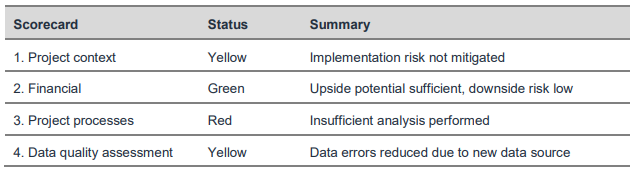 Scorecard Status Summary
1. Project context Yellow Implementation risk not mitigated
2. Financial Green Upside potential sufficient, downside risk low
3. Project processes Red Insufficient analysis performed
4. Data quality assessment Yellow Data errors reduced due to new data source